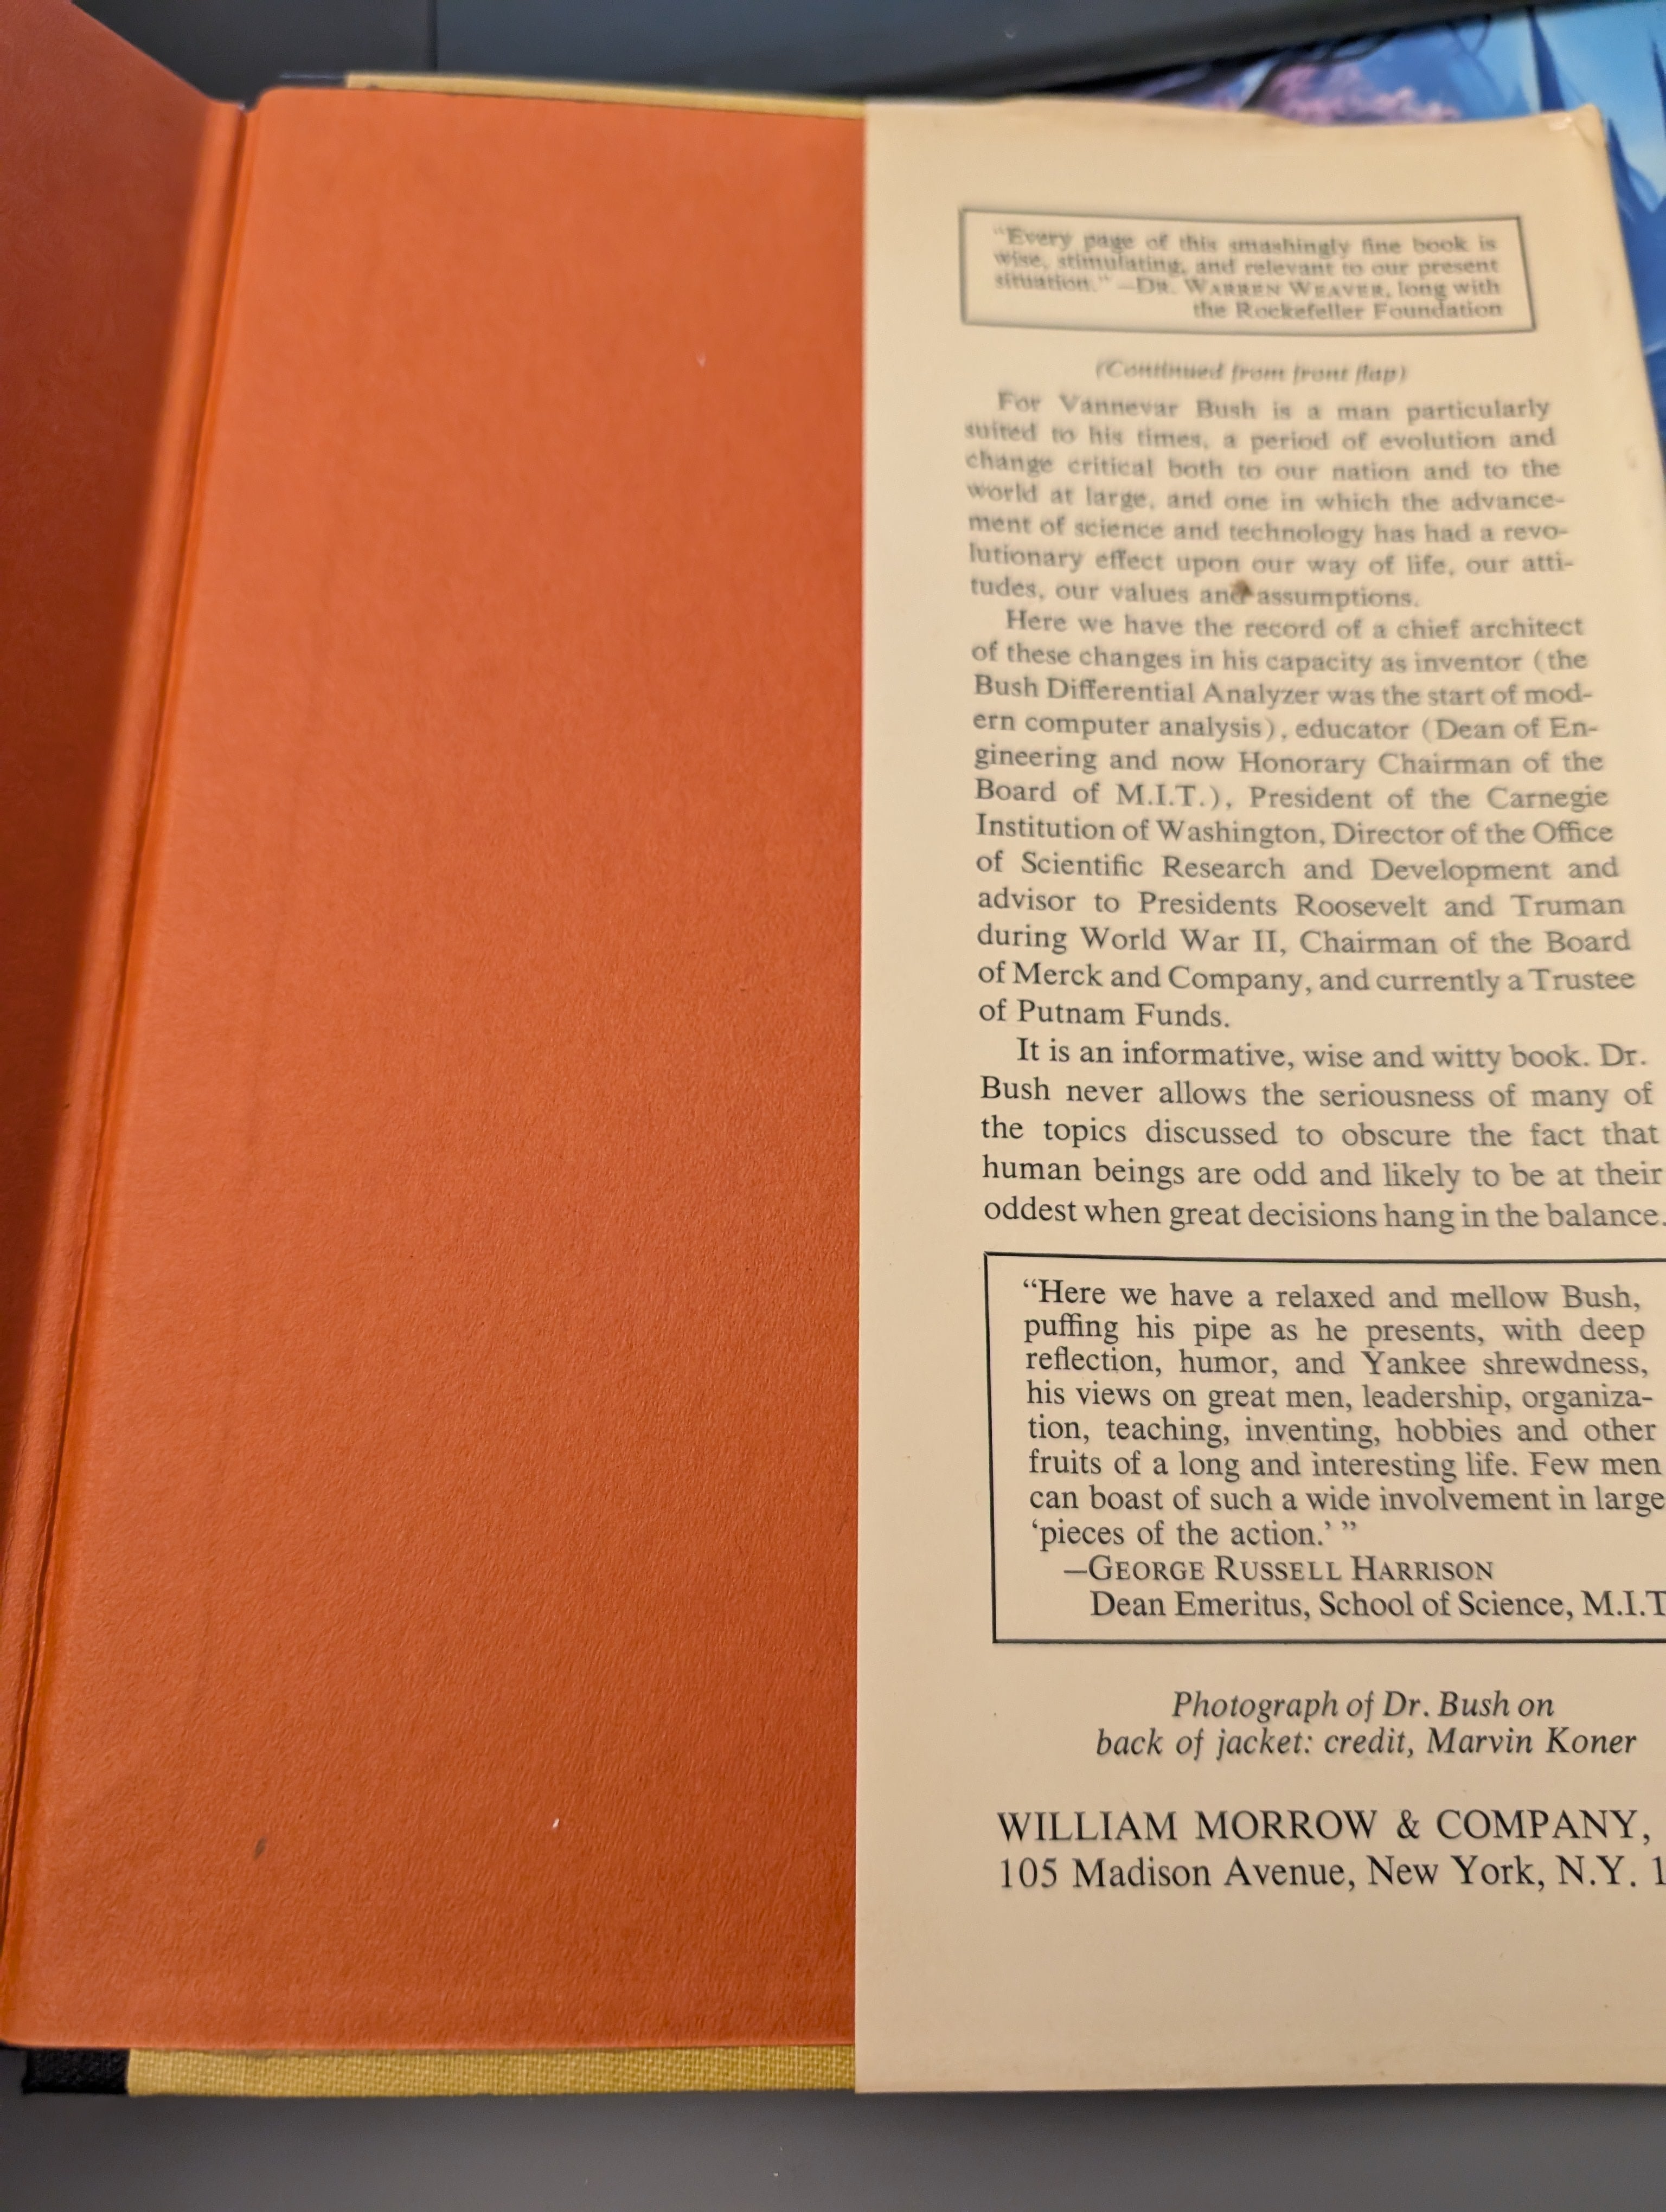 "Every page of this smashingly fine book is
wise, stimulating, and relevant to our present
situation." —DR. WARREN WEAVER, long with
the Rockefeller Foundation
(Continued from front flap)
For Vannevar Bush is a man particularly
suited to his times, a period of evolution and
change critical both to our nation and to the
world at large, and one in which the advance-
ment of science and technology has had a revo-
lutionary effect upon our way of life, our atti-
tudes, our values and assumptions.
Here we have the record of a chief architect
of these changes in his capacity as inventor (the
Bush Differential Analyzer was the start of mod-
ern computer analysis), educator (Dean of En-
gineering and now Honorary Chairman of the
Board of M.I.T.), President of the Carnegie
Institution of Washington, Director of the Office
of Scientific Research and Development and
advisor to Presidents Roosevelt and Truman
during World War II, Chairman of the Board
of Merck and Company, and currently a Trustee
of Putnam Funds.
It is an informative, wise and witty book. Dr.
Bush never allows the seriousness of many of
the topics discussed to obscure the fact that
human beings are odd and likely to be at their
oddest when great decisions hang in the balance.
"Here we have a relaxed and mellow Bush,
puffing his pipe as he presents, with deep
reflection, humor, and Yankee shrewdness,
his views on great men, leadership, organiza-
tion, teaching, inventing, hobbies and other
fruits of a long and interesting life. Few men
can boast of such a wide involvement in large
'pieces of the action.' "
—GEORGE RUSSELL HARRISON
Dean Emeritus, School of Science, M.I.T
Photograph of Dr. Bush on
back of jacket: credit, Marvin Koner
WILLIAM MORROW & COMPANY,
105 Madison Avenue, New York, N.Y. 1